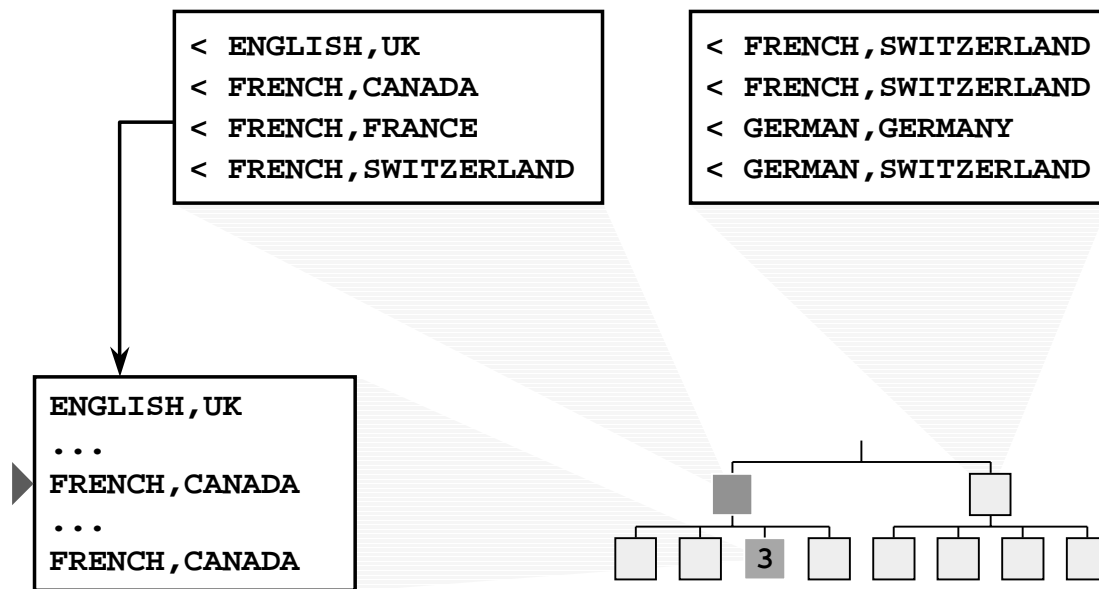 < ENGLISH,UK
< FRENCH,CANADA
< FRENCH,FRANCE
< FRENCH,SWITZERLAND
< FRENCH,SWITZERLAND
< FRENCH,SWITZERLAND
< GERMAN,GERMANY
< GERMAN,SWITZERLAND
ENGLISH,UK
...
FRENCH,CANADA
...
FRENCH,CANADA
3